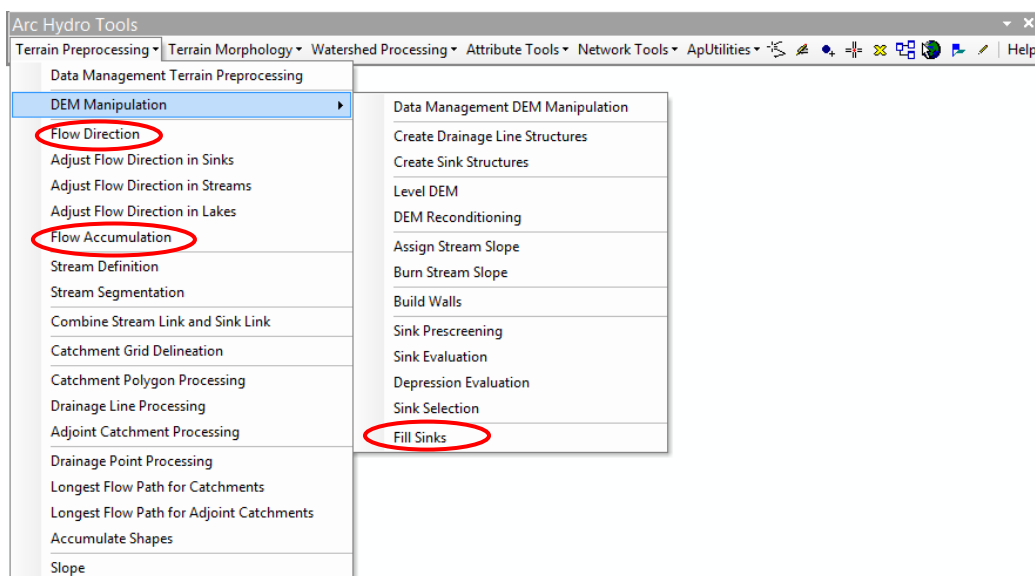 Arc Hydro Tools
Terrain Preprocessing Terrain Morphology Watershed Processing Attribute Tools Network Tools ApUtilities Help
Data Management Terrain Preprocessing
DEM Manipulation
Flow Direction
Adjust Flow Direction in Sinks
Adjust Flow Direction in Streams
Adjust Flow Direction in Lakes
Flow Accumulation
Stream Definition
Stream Segmentation
Combine Stream Link and Sink Link
Catchment Grid Delineation
Catchment Polygon Processing
Drainage Line Processing
Adjoint Catchment Processing
Drainage Point Processing
Longest Flow Path for Catchments
Longest Flow Path for Adjoint Catchments
Accumulate Shapes
Slope
Data Management DEM Manipulation
Create Drainage Line Structures
Create Sink Structures
Level DEM
DEM Reconditioning
Assign Stream Slope
Burn Stream Slope
Build Walls
Sink Prescreening
Sink Evaluation
Depression Evaluation
Sink Selection
Fill Sinks